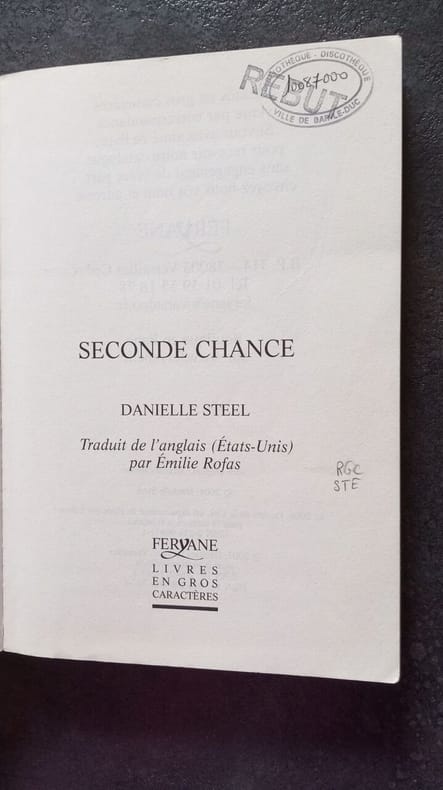 BIBLIOTHÈQUE - DISCOTHÈQUE
REBUT
10087000
VILLE DE BAR-LE-DUC
SECONDE CHANCE
DANIELLE STEEL
Traduit de l'anglais (États-Unis)
par Émilie Rofas
RGC
STE
FERYANE
LIVRES
EN GROS
CARACTÈRES